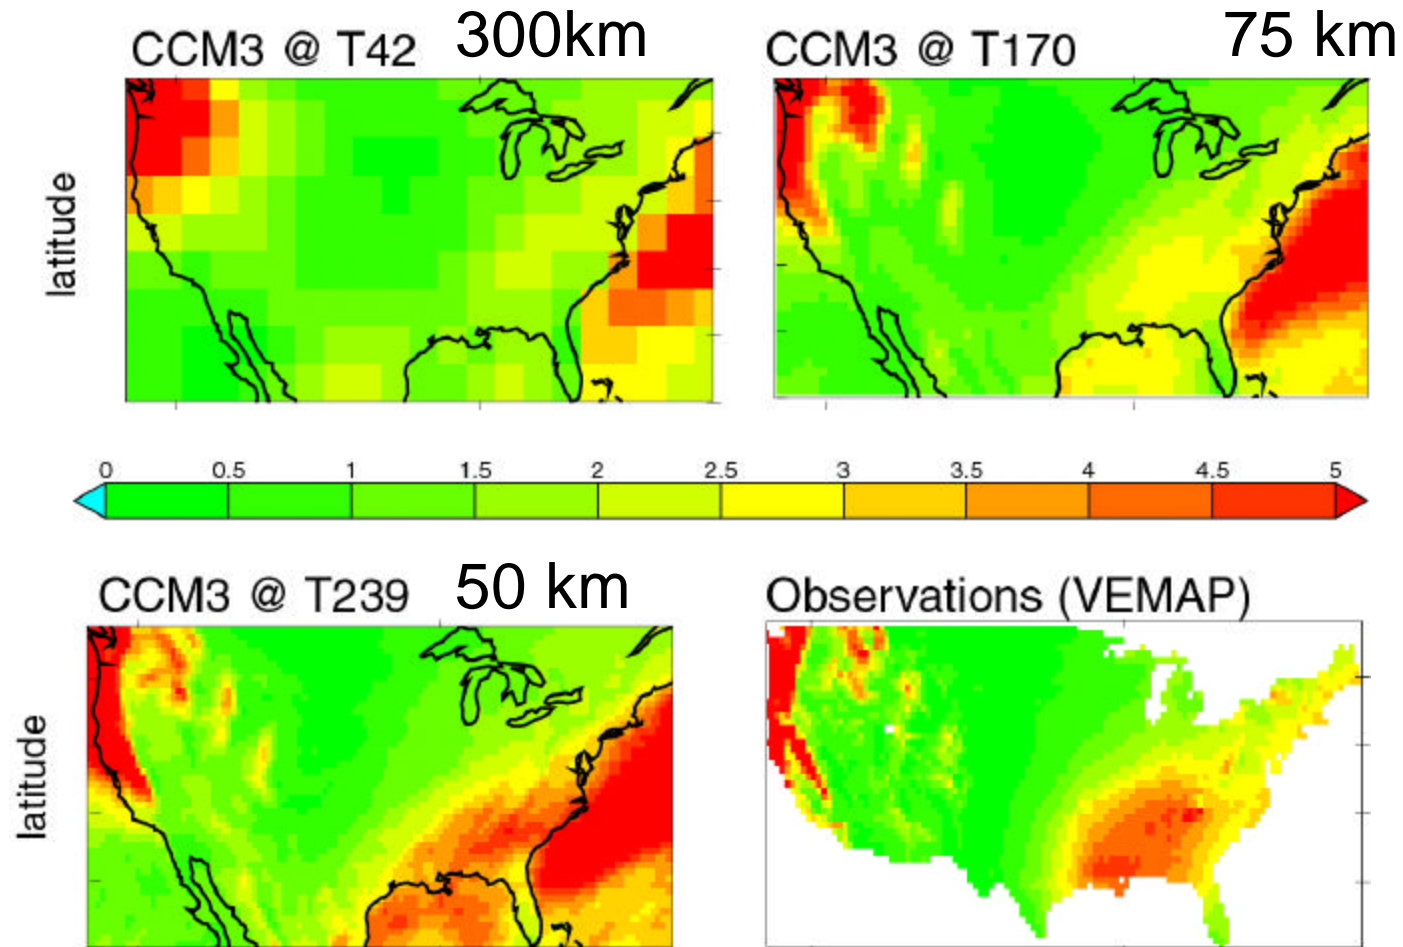 CCM3 @ T42 300km
CCM3 @ T170 75 km
latitude
0 0.5 1 1.5 2 2.5 3 3.5 4 4.5 5
CCM3 @ T239 50 km
Observations (VEMAP)
latitude